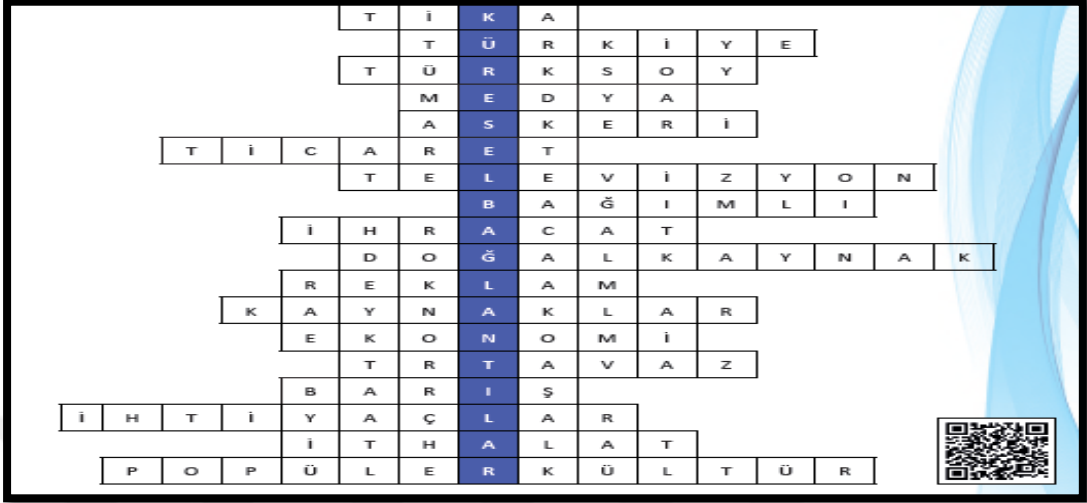 T İ K A
T Ü R K İ Y E
T Ü R K S O Y
M E D Y A
A S K E R İ
T İ C A R E T
T E L E V İ Z Y O N
B A Ğ I M L I
İ H R A C A T
D O Ğ A L K A Y N A K
R E K L A M
K A Y N A K L A R
E K O N O M İ
T R T A V A Z
B A R I Ş
İ H T İ Y A Ç L A R
İ T H A L A T
P O P Ü L E R K Ü L T Ü R